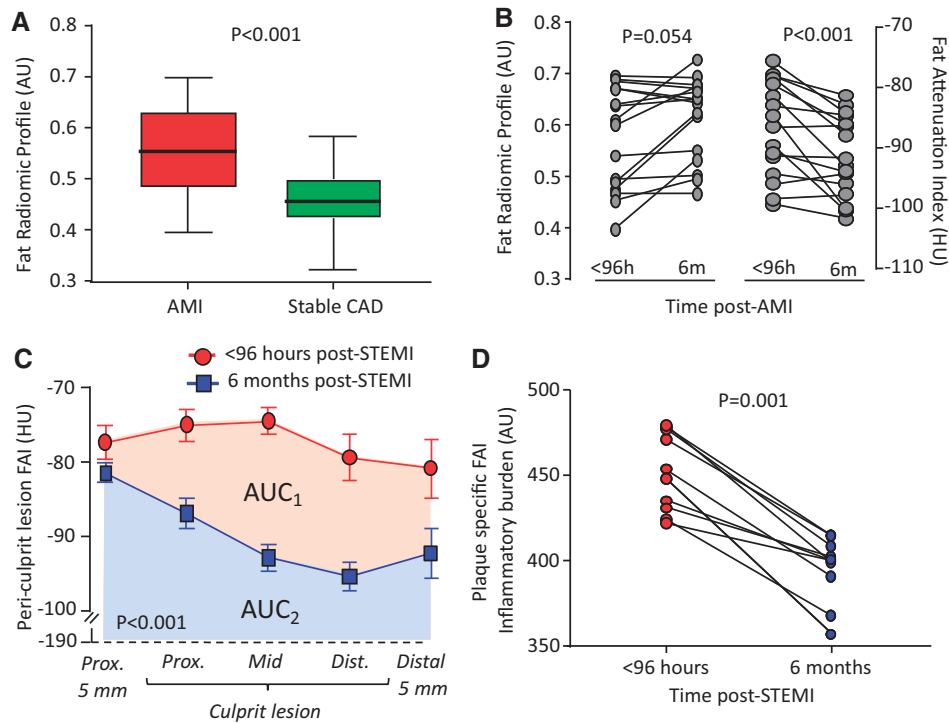 A
P<0.001
Fat Radiomic Profile (AU)
0.8
0.7
0.6
0.5
0.4
0.3
AMI
Stable CAD
B
P=0.054
P<0.001
Fat Radiomic Profile (AU)
0.8
0.7
0.6
0.5
0.4
0.3
-70
-80
-90
-100
-110
Fat Attenuation Index (HU)
<96h
6m
<96h
6m
Time post-AMI
C
<96 hours post-STEMI
6 months post-STEMI
Peri-culprit lesion FAI (HU)
-70
-80
-90
-100
-190
AUC1
AUC2
P<0.001
Prox. 5 mm
Prox.
Mid
Dist.
Distal 5 mm
Culprit lesion
D
P=0.001
Plaque specific FAI
Inflammatory burden (AU)
500
450
400
350
<96 hours
6 months
Time post-STEMI